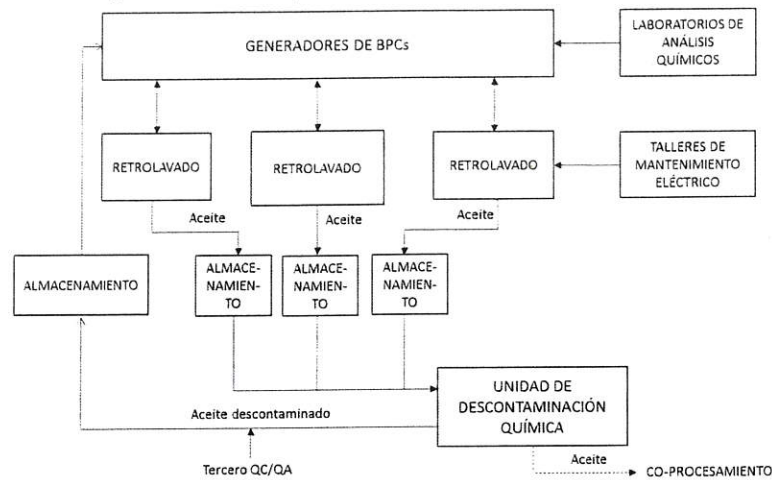 GENERADORES DE BPCs
LABORATORIOS DE
ANÁLISIS
QUÍMICOS
RETROLAVADO
RETROLAVADO
RETROLAVADO
TALLERES DE
MANTENIMIENTO
ELÉCTRICO
Aceite
Aceite
Aceite
ALMACENAMIENTO
ALMACE-
NAMIEN-
TO
ALMACE-
NAMIEN-
TO
ALMACE-
NAMIEN-
TO
UNIDAD DE
DESCONTAMINACIÓN
QUÍMICA
Aceite descontaminado
Tercero QC/QA
Aceite
CO-PROCESAMIENTO